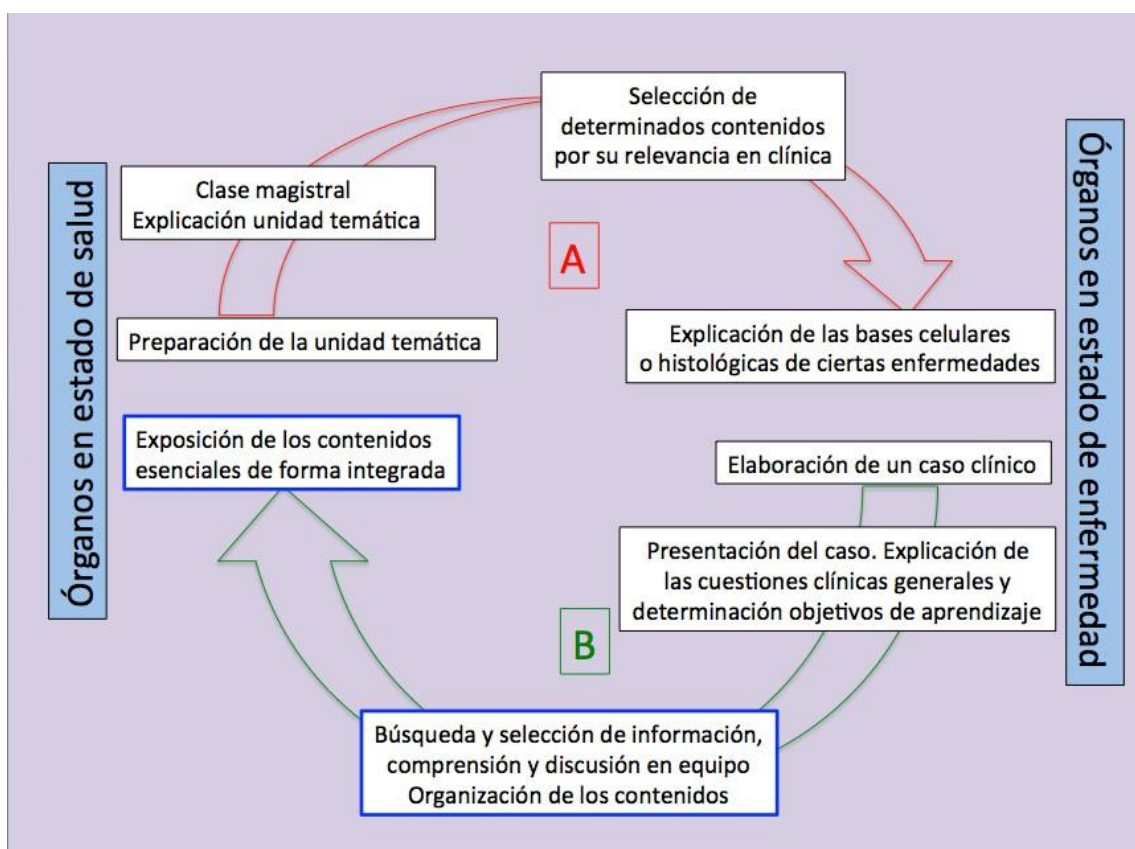 Órganos en estado de salud
Selección de
determinados contenidos
por su relevancia en clínica
Clase magistral
Explicación unidad temática
A
Preparación de la unidad temática
Explicación de las bases celulares
o histológicas de ciertas enfermedades
Exposición de los contenidos
esenciales de forma integrada
Elaboración de un caso clínico
Presentación del caso. Explicación de
las cuestiones clínicas generales y
determinación objetivos de aprendizaje
B
Búsqueda y selección de información,
comprensión y discusión en equipo
Organización de los contenidos
Órganos en estado de enfermedad